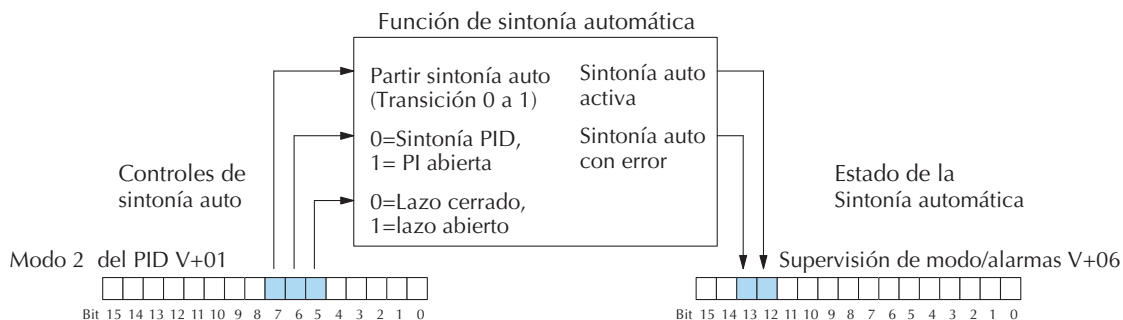 Función de sintonía automática
Partir sintonía auto
(Transición 0 a 1)
0=Sintonía PID,
1= PI abierta
0=Lazo cerrado,
1=lazo abierto
Sintonía auto
activa
Sintonía auto
con error
Controles de
sintonía auto
Estado de la
Sintonía automática
Modo 2 del PID V+01
Supervisión de modo/alarmas V+06
Bit 15 14 13 12 11 10 9 8 7 6 5 4 3 2 1 0
Bit 15 14 13 12 11 10 9 8 7 6 5 4 3 2 1 0